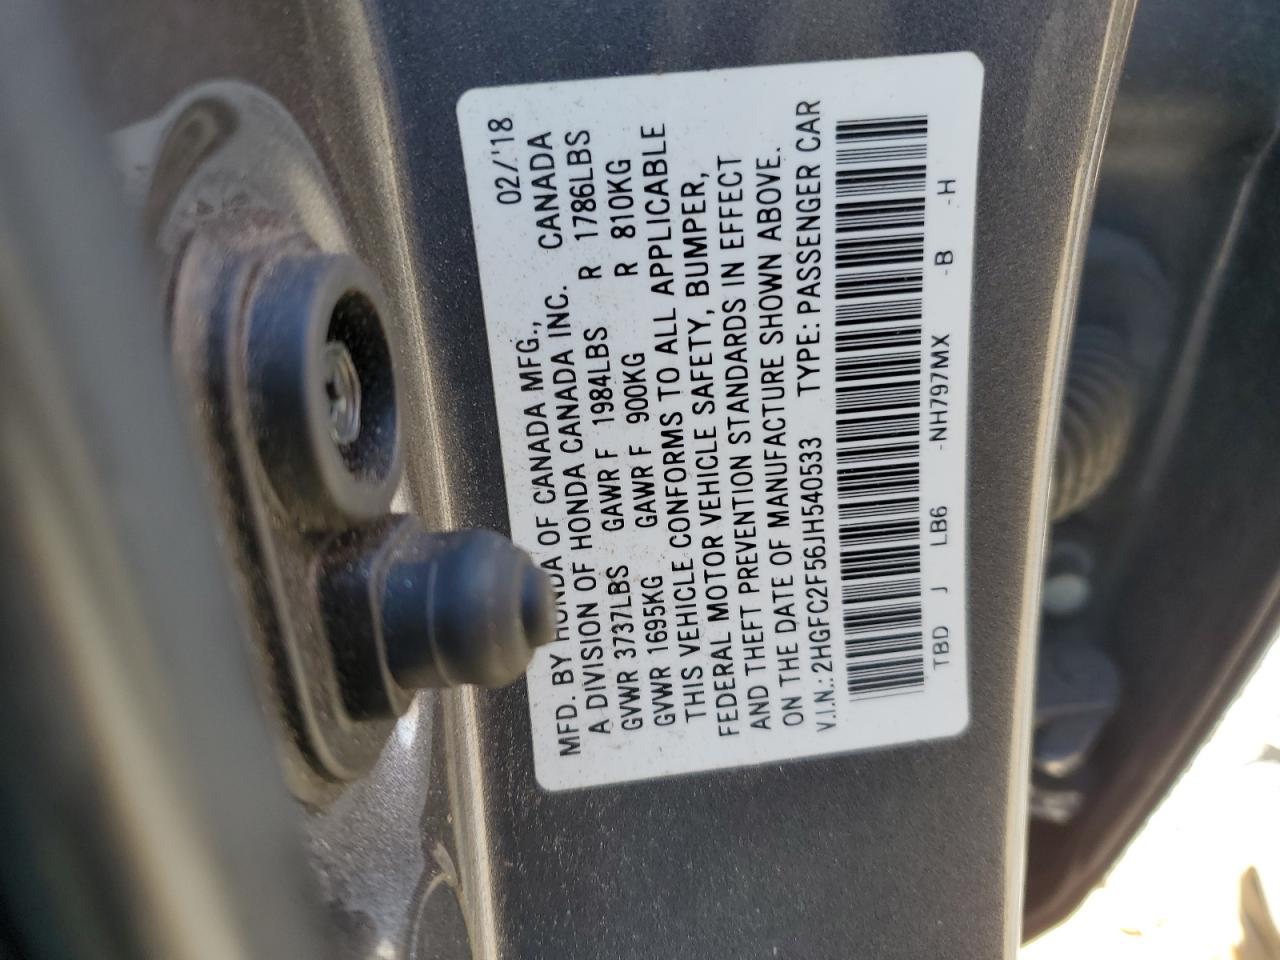 02/'18
MFD. BY HONDA OF CANADA MFG.,
A DIVISION OF HONDA CANADA INC. CANADA
GVWR 3737LBS GAWR F 1984LBS R 1786LBS
GVWR 1695KG GAWR F 900KG R 810KG
THIS VEHICLE CONFORMS TO ALL APPLICABLE
FEDERAL MOTOR VEHICLE SAFETY, BUMPER,
AND THEFT PREVENTION STANDARDS IN EFFECT
ON THE DATE OF MANUFACTURE SHOWN ABOVE.
V.I.N.: 2HGFC2F56JH540533 TYPE: PASSENGER CAR
TBD J LB6 -NH797MX -B -H